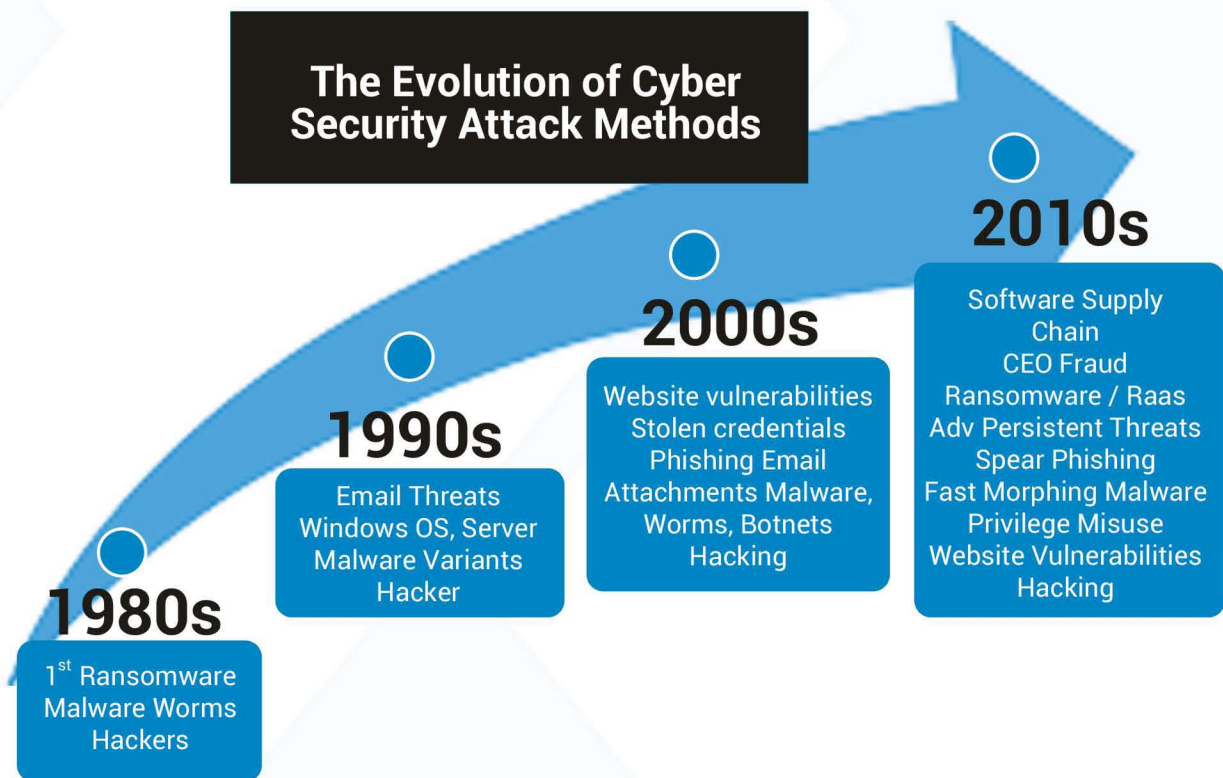 The Evolution of Cyber
Security Attack Methods
1980s
1st Ransomware
Malware Worms
Hackers
1990s
Email Threats
Windows OS, Server
Malware Variants
Hacker
2000s
Website vulnerabilities
Stolen credentials
Phishing Email
Attachments Malware,
Worms, Botnets
Hacking
2010s
Software Supply
Chain
CEO Fraud
Ransomware / Raas
Adv Persistent Threats
Spear Phishing
Fast Morphing Malware
Privilege Misuse
Website Vulnerabilities
Hacking